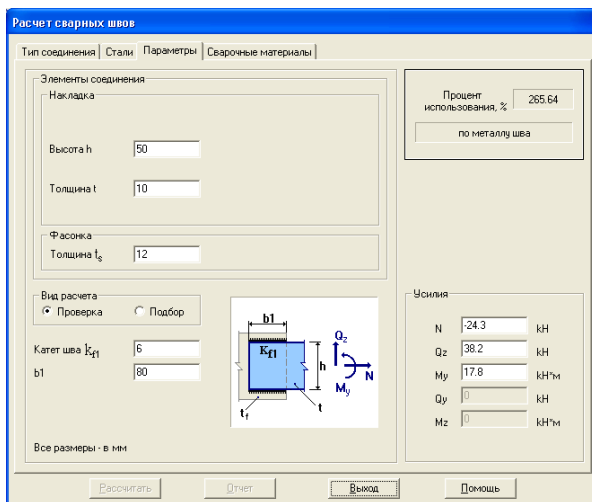 Расчет сварных швов
Тип соединения Стали Параметры Сварочные материалы
Элементы соединения
Накладка
Высота h 50
Толщина t 10
Фасонка
Толщина ts 12
Процент использования, % 265.64
по металлу шва
Вид расчета
Проверка Подбор
Катет шва kf1 6
b1 80
b1
Kf1
h
Qz
N
My
tf
t
Усилия
N -24.3 кН
Qz 38.2 кН
My 17.8 кН*м
Qy 0 кН
Mz 0 кН*м
Все размеры - в мм
Рассчитать Отчет Выход Помощь